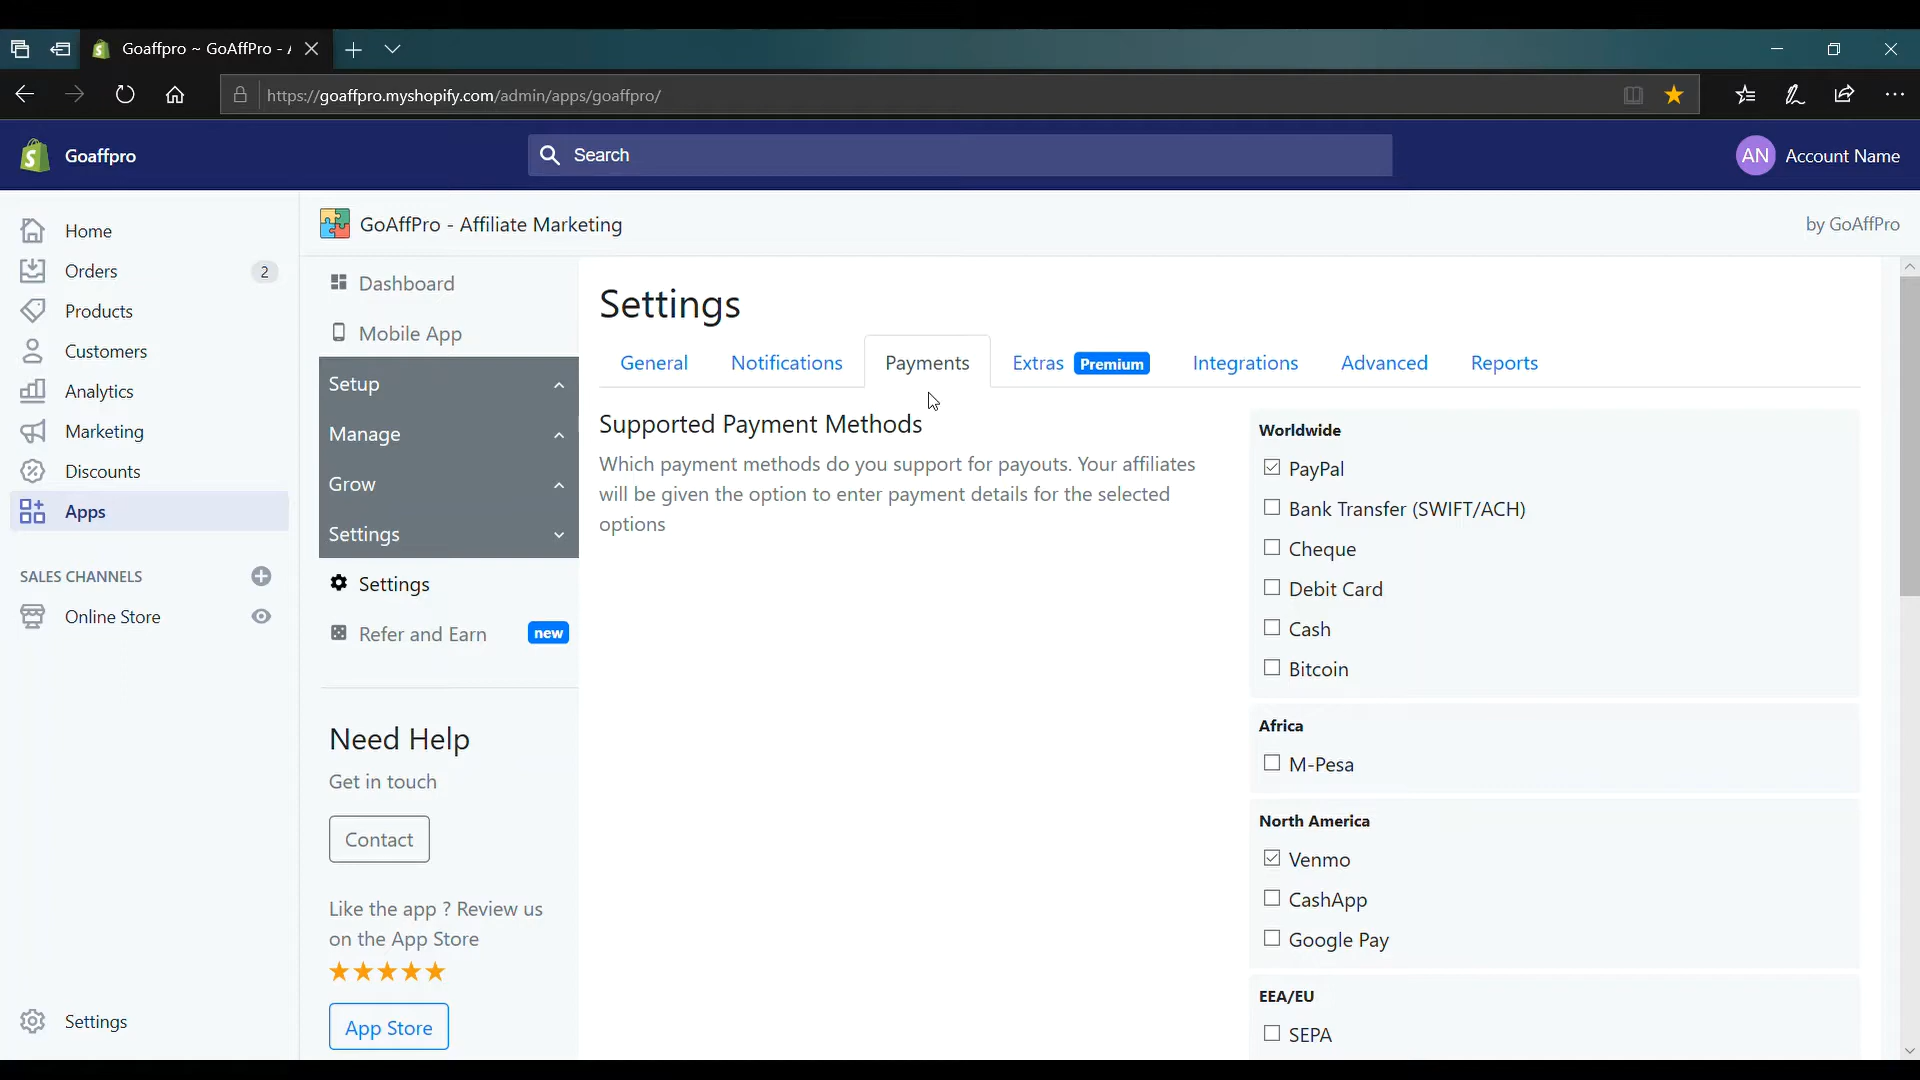 Goaffpro ~ GoAffPro - A
https://goaffpro.myshopify.com/admin/apps/goaffpro/
Goaffpro
Search
AN Account Name
Home
Orders 2
Products
Customers
Analytics
Marketing
Discounts
Apps
SALES CHANNELS
Online Store
Settings
GoAffPro - Affiliate Marketing
by GoAffPro
Dashboard
Mobile App
Setup
Manage
Grow
Settings
Settings
Refer and Earn new
Need Help
Get in touch
Contact
Like the app ? Review us
on the App Store
App Store
Settings
General Notifications Payments Extras Premium Integrations Advanced Reports
Supported Payment Methods
Which payment methods do you support for payouts. Your affiliates
will be given the option to enter payment details for the selected
options
Worldwide
PayPal
Bank Transfer (SWIFT/ACH)
Cheque
Debit Card
Cash
Bitcoin
Africa
M-Pesa
North America
Venmo
CashApp
Google Pay
EEA/EU
SEPA